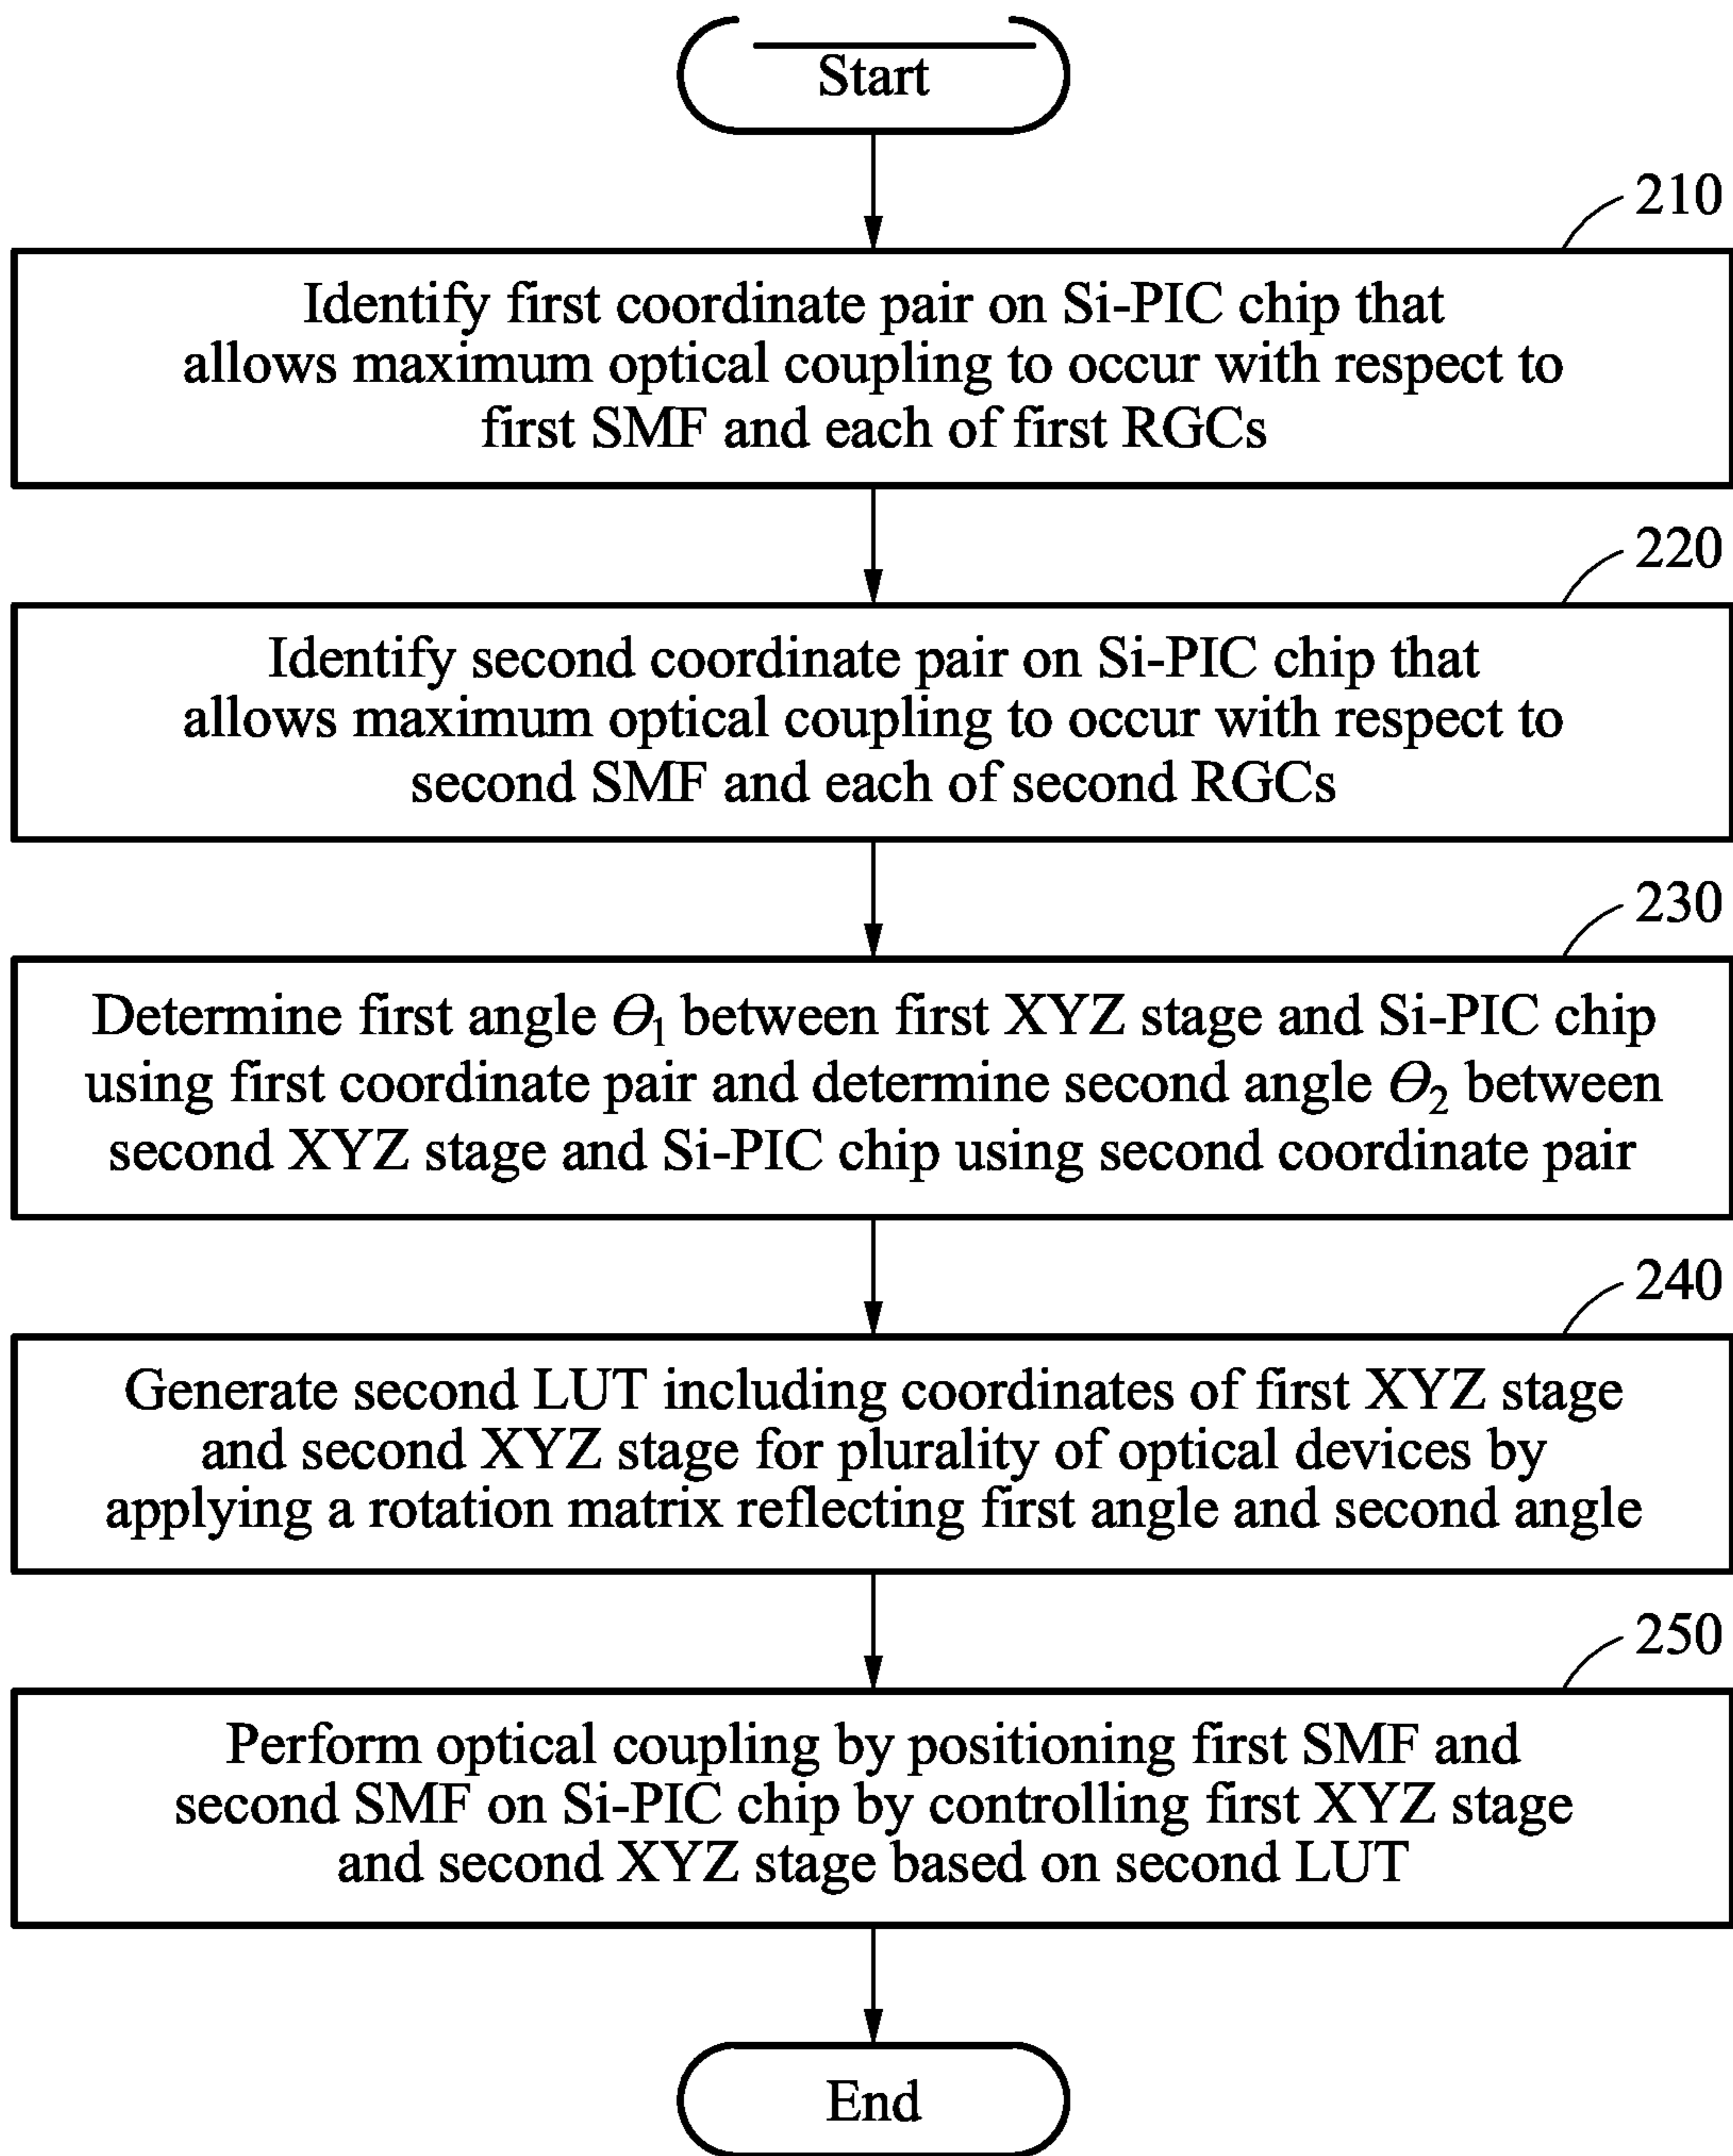 Start
210
Identify first coordinate pair on Si-PIC chip that
allows maximum optical coupling to occur with respect to
first SMF and each of first RGCs
220
Identify second coordinate pair on Si-PIC chip that
allows maximum optical coupling to occur with respect to
second SMF and each of second RGCs
230
Determine first angle Θ₁ between first XYZ stage and Si-PIC chip
using first coordinate pair and determine second angle Θ₂ between
second XYZ stage and Si-PIC chip using second coordinate pair
240
Generate second LUT including coordinates of first XYZ stage
and second XYZ stage for plurality of optical devices by
applying a rotation matrix reflecting first angle and second angle
250
Perform optical coupling by positioning first SMF and
second SMF on Si-PIC chip by controlling first XYZ stage
and second XYZ stage based on second LUT
End